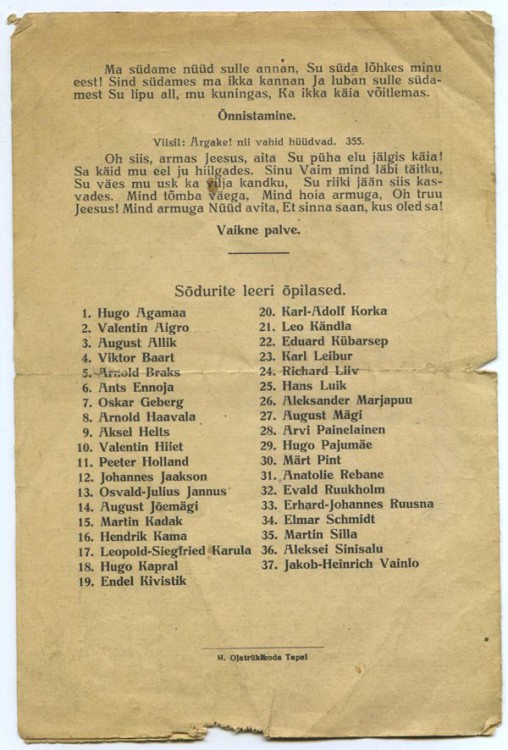 Ma südame nüüd sulle annan, Su süda lõhkes minu
eest! Sind südames ma ikka kannan Ja luban sulle süda-
mest Su lipu all, mu kuningas, Ka ikka käia võitlemas.
Õnnistamine.
Viisil: Ärgake! nii vahid hüüdvad. 355.
Oh siis, armas Jeesus, aita Su püha elu jälgis käia!
Sa käid mu eel ju hiilgades. Sinu Vaim mind läbi täitku,
Su väes mu usk ka vilja kandku, Su riiki jään siis kas-
vades. Mind tõmba väega, Mind hoia armuga, Oh truu
Jeesus! Mind armuga Nüüd avita, Et sinna saan, kus oled sa!
Vaikne palve.
Sõdurite leeri õpilased.
1. Hugo Agamaa
2. Valentin Aigro
3. August Allik
4. Viktor Baart
5. Arnold Braks
6. Ants Ennoja
7. Oskar Geberg
8. Arnold Haavala
9. Aksel Helts
10. Valentin Hiiet
11. Peeter Holland
12. Johannes Jaakson
13. Osvald-Julius Jannus
14. August Jõemägi
15. Martin Kadak
16. Hendrik Kama
17. Leopold-Siegfried Karula
18. Hugo Kapral
19. Endel Kivistik
20. Karl-Adolf Korka
21. Leo Kändla
22. Eduard Kübarsep
23. Karl Leibur
24. Richard Liiv
25. Hans Luik
26. Aleksander Marjapuu
27. August Mägi
28. Arvi Painelainen
29. Hugo Pajumäe
30. Märt Pint
31. Anatolie Rebane
32. Evald Ruukholm
33. Erhard-Johannes Ruusna
34. Elmar Schmidt
35. Martin Silla
36. Aleksei Sinisalu
37. Jakob-Heinrich Vainlo
H. Ojatrükikoda Tapal